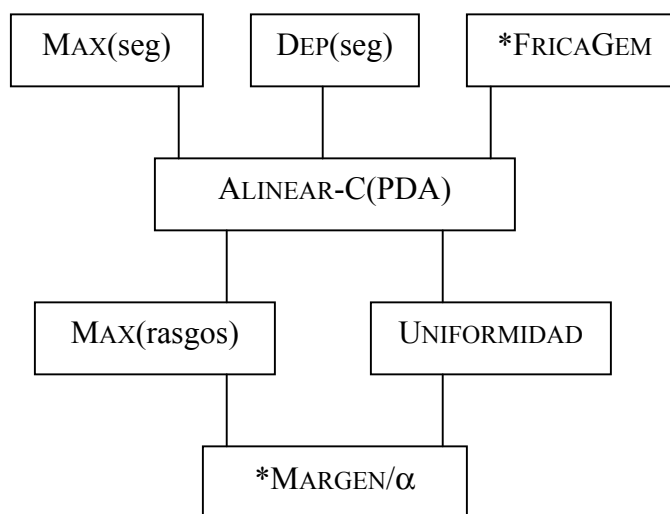 MAX(seg)
DEP(seg)
*FRICAGEM
ALINEAR-C(PDA)
MAX(rasgos)
UNIFORMIDAD
*MARGEN/α